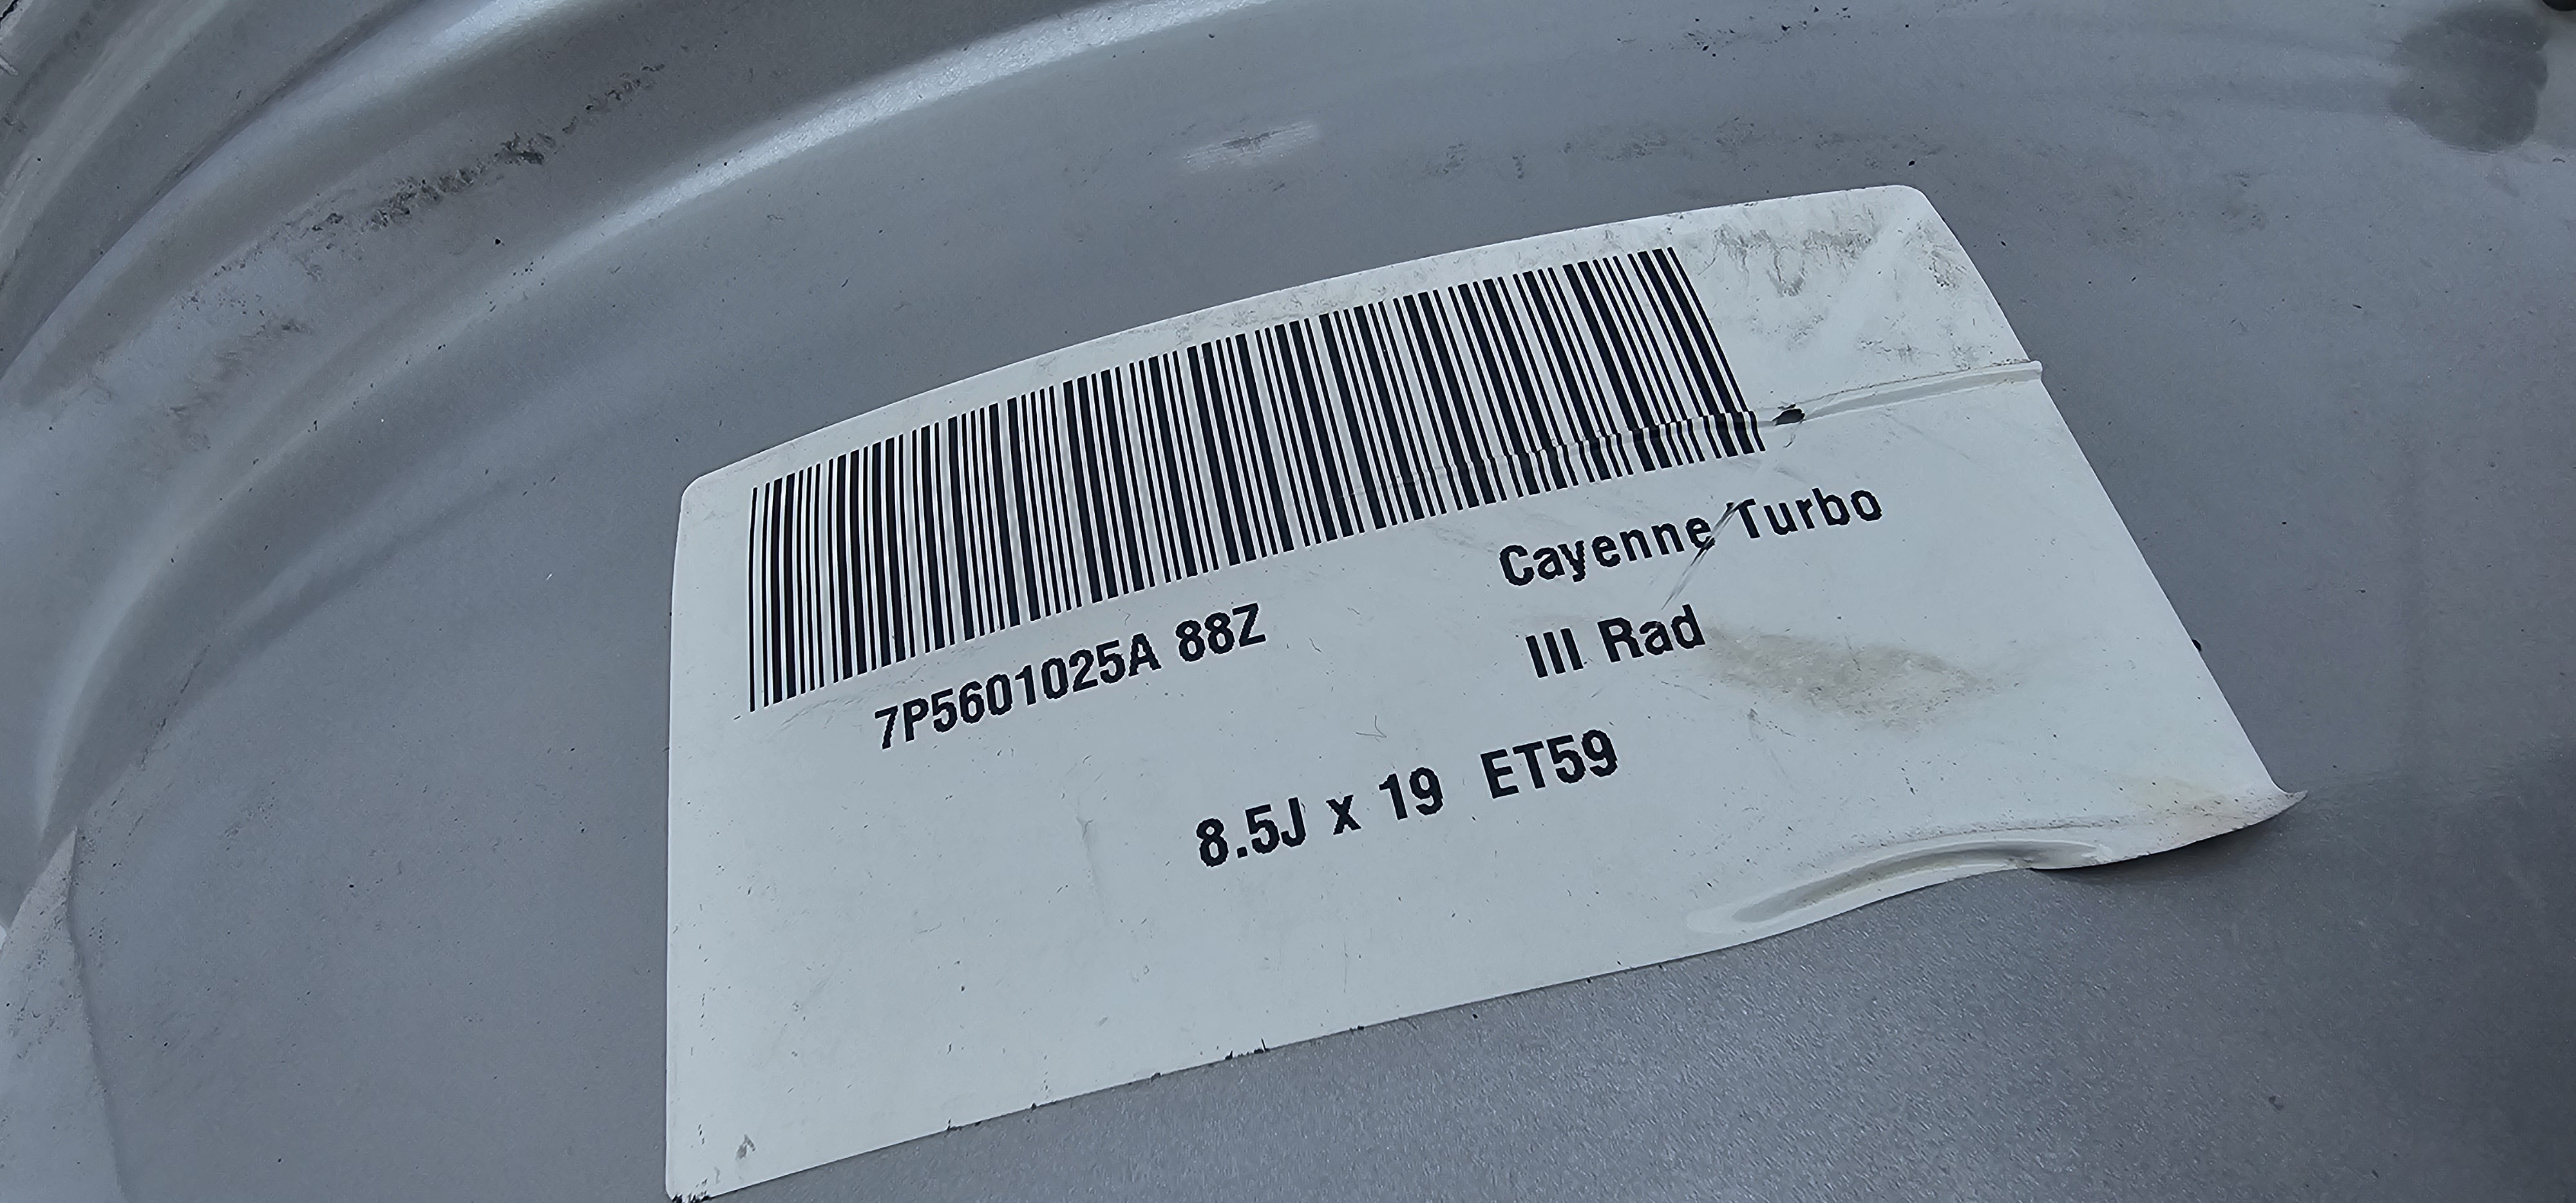 7P5601025A 88Z
Cayenne Turbo
III Rad
8.5J x 19 ET59